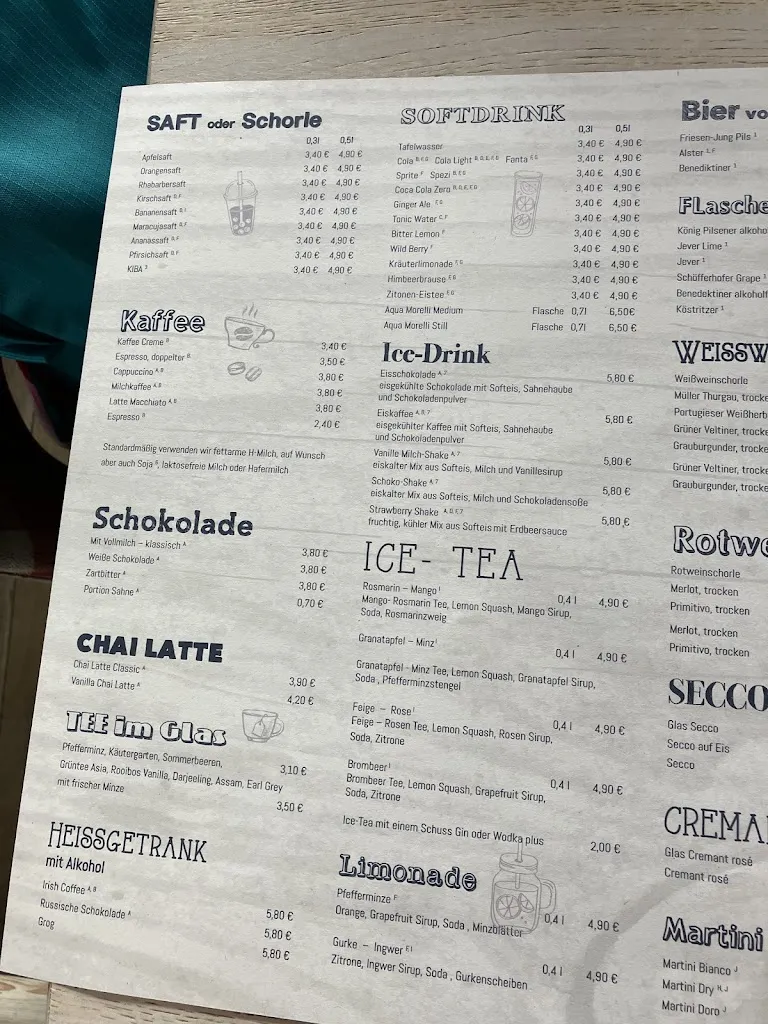 SAFT oder Schorle
0,3l 0,5l
Apfelsaft 3,40 € 4,90 €
Orangensaft 3,40 € 4,90 €
Rhabarbersaft 3,40 € 4,90 €
Kirschsaft D,F 3,40 € 4,90 €
Bananensaft 3,40 € 4,90 €
Maracujasaft D,F 3,40 € 4,90 €
Ananassaft D,F 3,40 € 4,90 €
Pfirsichsaft D,F 3,40 € 4,90 €
KIBA 3 3,40 € 4,90 €
Kaffee
Kaffee Creme B 3,40 €
Espresso, doppelter B 3,50 €
Cappuccino A,B 3,80 €
Milchkaffee A,B 3,80 €
Latte Macchiato A,B 3,80 €
Espresso B 2,40 €
Standardmäßig verwenden wir fettarme H-Milch, auf Wunsch
aber auch Soja, laktosefreie Milch oder Hafermilch
Schokolade
Mit Vollmilch – klassisch A 3,80 €
Weiße Schokolade A 3,80 €
Zartbitter A 3,80 €
Portion Sahne A 0,70 €
CHAI LATTE
Chai Latte Classic A 3,90 €
Vanilla Chai Latte A 4,20 €
TEE im Glas
Pfefferminz, Käutergarten, Sommerbeeren, 3,10 €
Grüntee Asia, Rooibos Vanilla, Darjeeling, Assam, Earl Grey
mit frischer Minze 3,50 €
HEISSGETRANK
mit Alkohol
Irish Coffee A,B 5,80 €
Russische Schokolade A 5,80 €
Grog 5,80 €
SOFTDRINK
0,3l 0,5l
Tafelwasser 3,40 € 4,90 €
Cola Cola Light Fanta 3,40 € 4,90 €
Sprite F Spezi 3,40 € 4,90 €
Coca Cola Zero 3,40 € 4,90 €
Ginger Ale 3,40 € 4,90 €
Tonic Water C,F 3,40 € 4,90 €
Bitter Lemon F 3,40 € 4,90 €
Wild Berry F 3,40 € 4,90 €
Kräuterlimonade 3,40 € 4,90 €
Himbeerbrause 3,40 € 4,90 €
Zitonen-Eistee 3,40 € 4,90 €
Aqua Morelli Medium Flasche 0,7l 6,50€
Aqua Morelli Still Flasche 0,7l 6,50 €
Ice-Drink
Eisschokolade A,7 5,80 €
eisgekühlte Schokolade mit Softeis, Sahnehaube
und Schokoladenpulver
Eiskaffee A,B,7 5,80 €
eisgekühlter Kaffee mit Softeis, Sahnehaube
und Schokoladenpulver
Vanille Milch-Shake A,7 5,80 €
eiskalter Mix aus Softeis, Milch und Vanillesirup
Schoko-Shake A,7 5,80 €
eiskalter Mix aus Softeis, Milch und Schokoladensoße
Strawberry Shake 5,80 €
fruchtig, kühler Mix aus Softeis mit Erdbeersauce
ICE- TEA
Rosmarin – Mango I 0,4 l 4,90 €
Mango- Rosmarin Tee, Lemon Squash, Mango Sirup,
Soda, Rosmarinzweig
Granatapfel – Minz I 0,4 l 4,90 €
Granatapfel - Minz Tee, Lemon Squash, Granatapfel Sirup,
Soda , Pfefferminzstengel
Feige – Rose I 0,4 l 4,90 €
Feige – Rosen Tee, Lemon Squash, Rosen Sirup,
Soda, Zitrone
Brombeer I 0,4 l 4,90 €
Brombeer Tee, Lemon Squash, Grapefruit Sirup,
Soda, Zitrone
Ice-Tea mit einem Schuss Gin oder Wodka plus 2,00 €
Limonade
Pfefferminze F 0,4 l 4,90 €
Orange, Grapefruit Sirup, Soda , Minzblätter
Gurke – Ingwer F,I 0,4 l 4,90 €
Zitrone, Ingwer Sirup, Soda , Gurkenscheiben
Bier vo
Friesen-Jung Pils 1
Alster
Benediktiner 1
FLasche
König Pilsener alkoho
Jever Lime 1
Jever 1
Schöfferhofer Grape 1
Benedektiner alkoholf
Köstritzer 1
WEISSW
Weißweinschorle
Müller Thurgau, trocke
Portugieser Weißherb
Grüner Veltiner, trocke
Grauburgunder, trocke
Grüner Veltiner, trocke
Grauburgunder, trocke
Rotwe
Rotweinschorle
Merlot, trocken
Primitivo, trocken
Merlot, trocken
Primitivo, trocken
SECCO
Glas Secco
Secco auf Eis
Secco
CREMA
Glas Cremant rosé
Cremant rosé
Martini
Martini Bianco J
Martini Dry
Martini Doro J